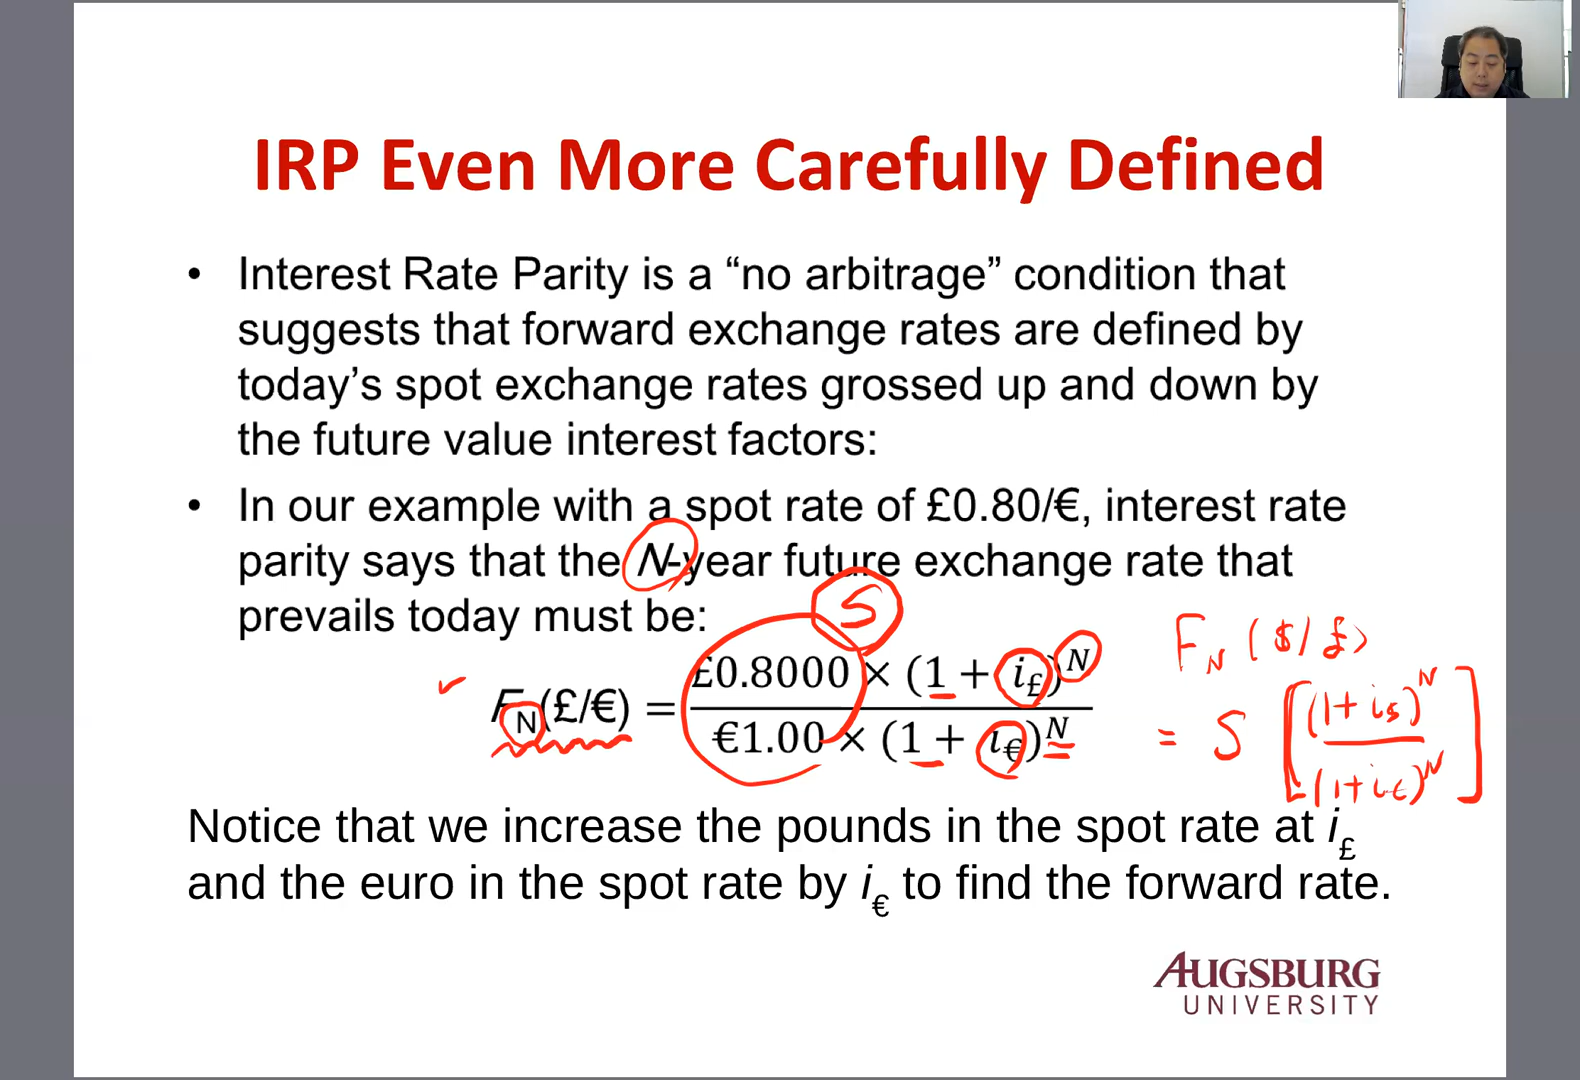 IRP Even More Carefully Defined
• Interest Rate Parity is a “no arbitrage” condition that
suggests that forward exchange rates are defined by
today’s spot exchange rates grossed up and down by
the future value interest factors:
• In our example with a spot rate of £0.80/€, interest rate
parity says that the N-year future exchange rate that
prevails today must be:
S
F_N(£/€) = \frac{£0.8000 × (1 + i_£)^N}{€1.00 × (1 + i_€)^N}
F_N ($/£)
= S [\frac{(1+i_$)^N}{(1+i_€)^N}]
Notice that we increase the pounds in the spot rate at i_£
and the euro in the spot rate by i_€ to find the forward rate.
AUGSBURG
UNIVERSITY